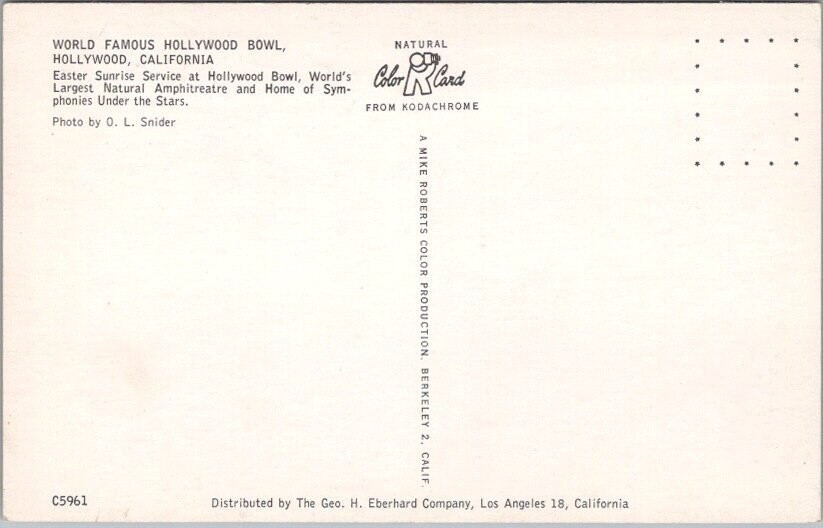 WORLD FAMOUS HOLLYWOOD BOWL,
HOLLYWOOD, CALIFORNIA
Easter Sunrise Service at Hollywood Bowl, World's
Largest Natural Amphitreatre and Home of Sym-
phonies Under the Stars.
Photo by O. L. Snider
NATURAL
Color Card
FROM KODACHROME
A MIKE ROBERTS COLOR PRODUCTION. BERKELEY 2, CALIF.
C5961
Distributed by The Geo. H. Eberhard Company, Los Angeles 18, California